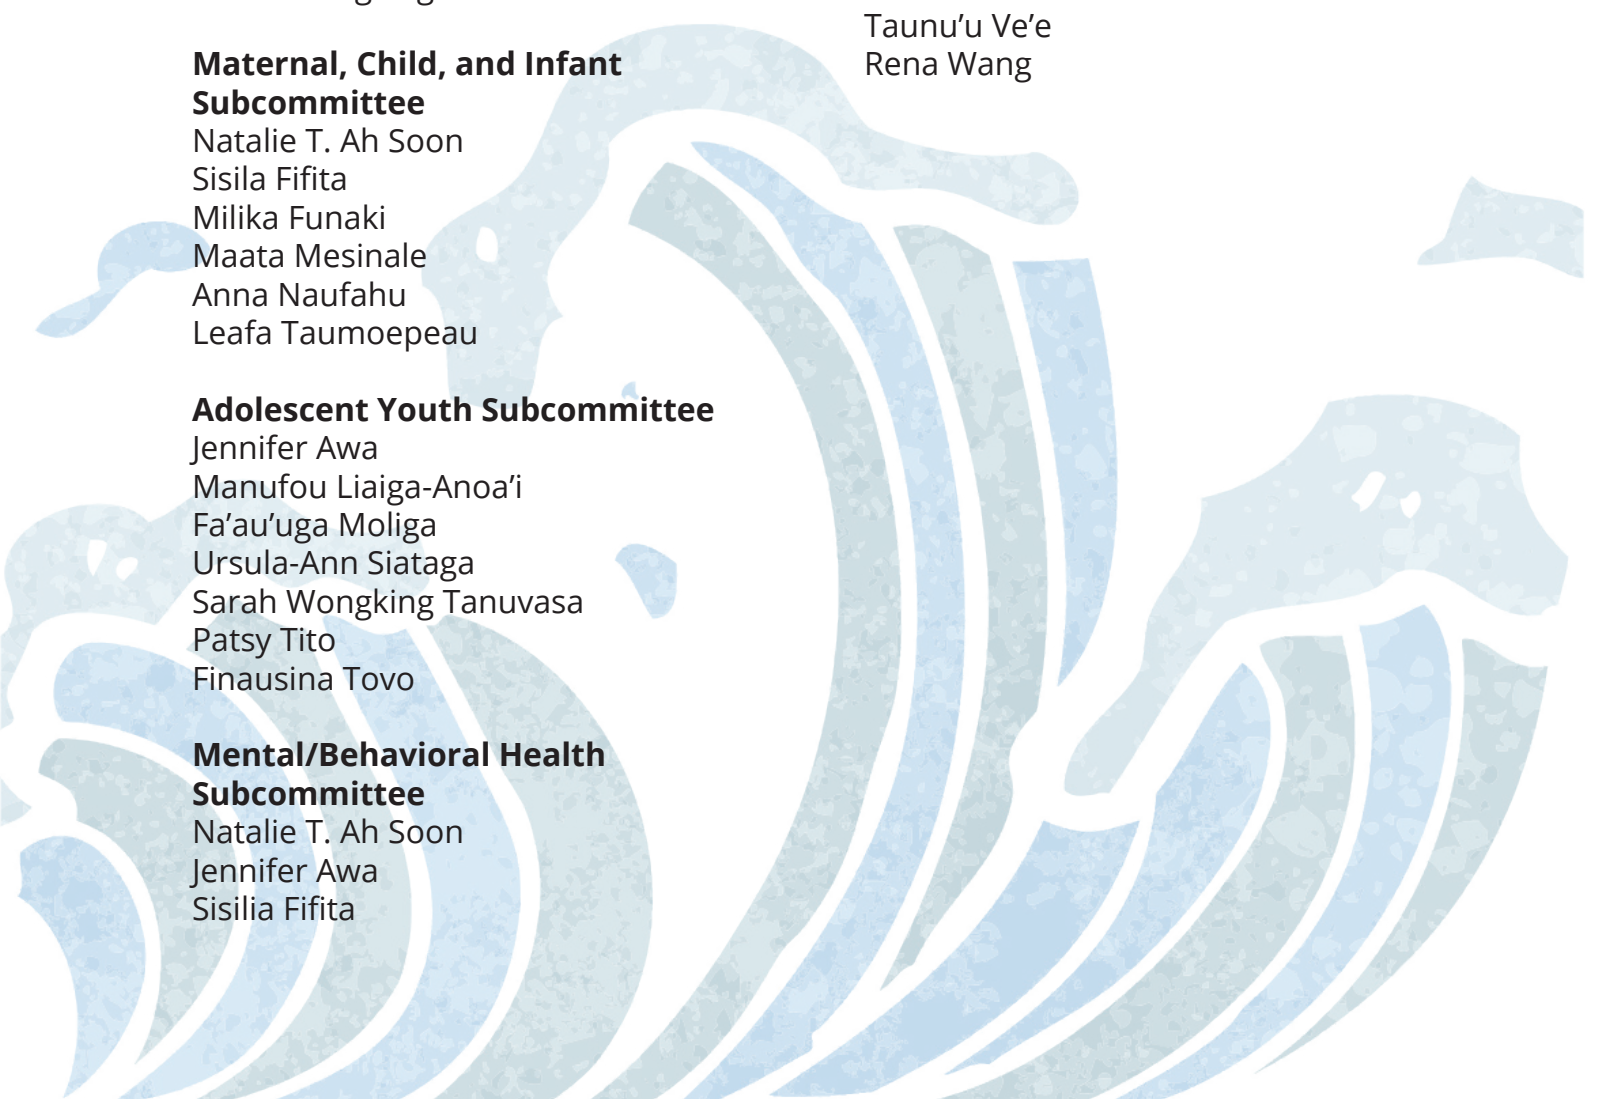 Maternal, Child, and Infant
Subcommittee
Natalie T. Ah Soon
Sisila Fifita
Milika Funaki
Maata Mesinale
Anna Naufahu
Leafa Taumoepeau
Adolescent Youth Subcommittee
Jennifer Awa
Manufou Liaiga-Anoa’i
Fa’au’uga Moliga
Ursula-Ann Siataga
Sarah Wongking Tanuvasa
Patsy Tito
Finausina Tovo
Mental/Behavioral Health
Subcommittee
Natalie T. Ah Soon
Jennifer Awa
Sisilia Fifita
Taunu’u Ve’e
Rena Wang